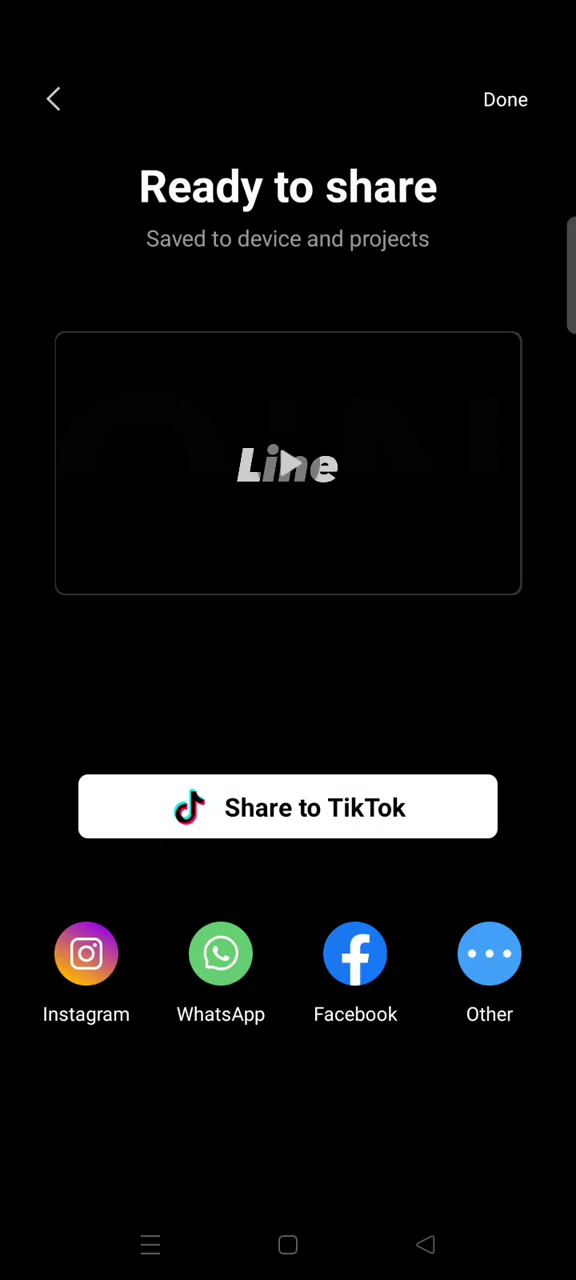 Done
Ready to share
Saved to device and projects
Line
Share to TikTok
Instagram
WhatsApp
Facebook
Other